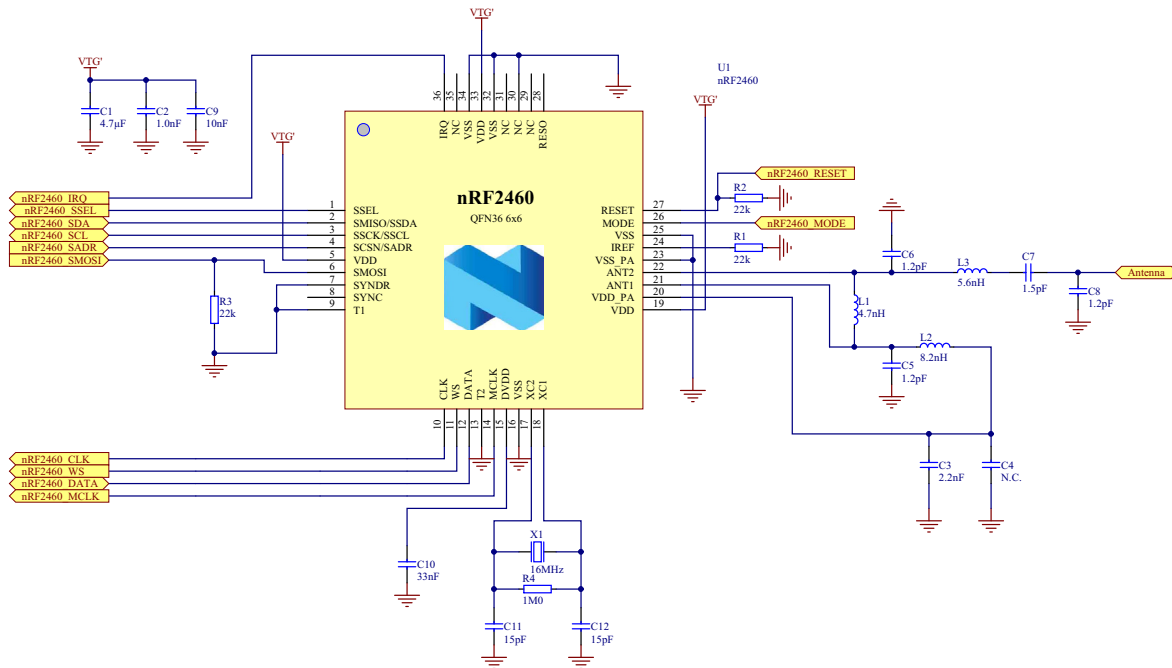 VTG'
U1
nRF2460
VTG'
C1
4.7µF
C2
1.0nF
C9
10nF
36 35 34 33 32 31 30 29 28
IRQ NC VSS VDD VSS NC NC NC RESO
VTG'
VTG'
nRF2460
QFN36 6x6
nRF2460_IRQ
nRF2460_SSEL
nRF2460_SDA
nRF2460_SCL
nRF2460_SADR
nRF2460_SMOSI
1 SSEL
2 SMISO/SSDA
3 SSCK/SSCL
4 SCSN/SADR
5 VDD
6 SMOSI
7 SYNDR
8 SYNC
9 T1
R3
22k
RESET 27
MODE 26
VSS 25
IREF 24
VSS_PA 23
ANT2 22
ANT1 21
VDD_PA 20
VDD 19
nRF2460_RESET
R2
22k
nRF2460_MODE
R1
22k
C6
1.2pF
L3
5.6nH
C7
1.5pF
Antenna
C8
1.2pF
L1
4.7nH
L2
8.2nH
C5
1.2pF
C3
2.2nF
C4
N.C.
CLK WS DATA T2 MCLK DVDD VSS XC2 XC1
10 11 12 13 14 15 16 17 18
nRF2460_CLK
nRF2460_WS
nRF2460_DATA
nRF2460_MCLK
C10
33nF
X1
16MHz
R4
1M0
C11
15pF
C12
15pF